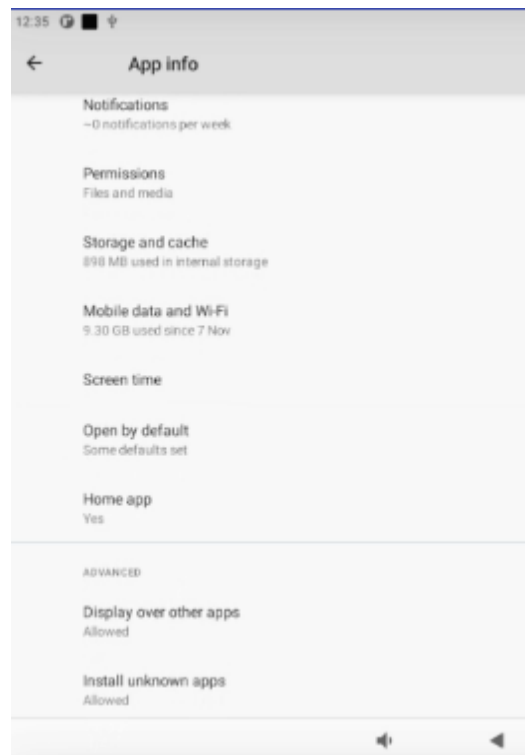 12:35
App info
Notifications
~0 notifications per week
Permissions
Files and media
Storage and cache
898 MB used in internal storage
Mobile data and Wi-Fi
9.30 GB used since 7 Nov
Screen time
Open by default
Some defaults set
Home app
Yes
ADVANCED
Display over other apps
Allowed
Install unknown apps
Allowed